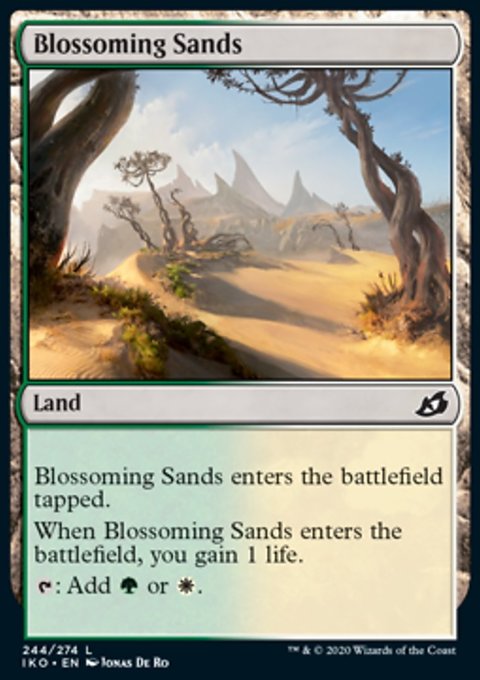 Blossoming Sands
Land
Blossoming Sands enters the battlefield
tapped.
When Blossoming Sands enters the
battlefield, you gain 1 life.
: Add or .
244/274 L
IKO • EN Jonas De Ro
™ & © 2020 Wizards of the Coast